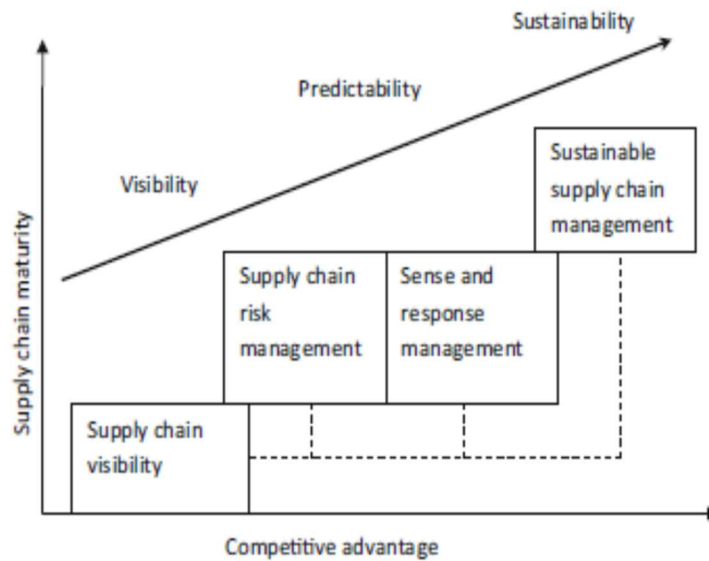 Sustainability
Predictability
Visibility
Sustainable
supply chain
management
Supply chain
risk
management
Sense and
response
management
Supply chain
visibility
Supply chain maturity
Competitive advantage